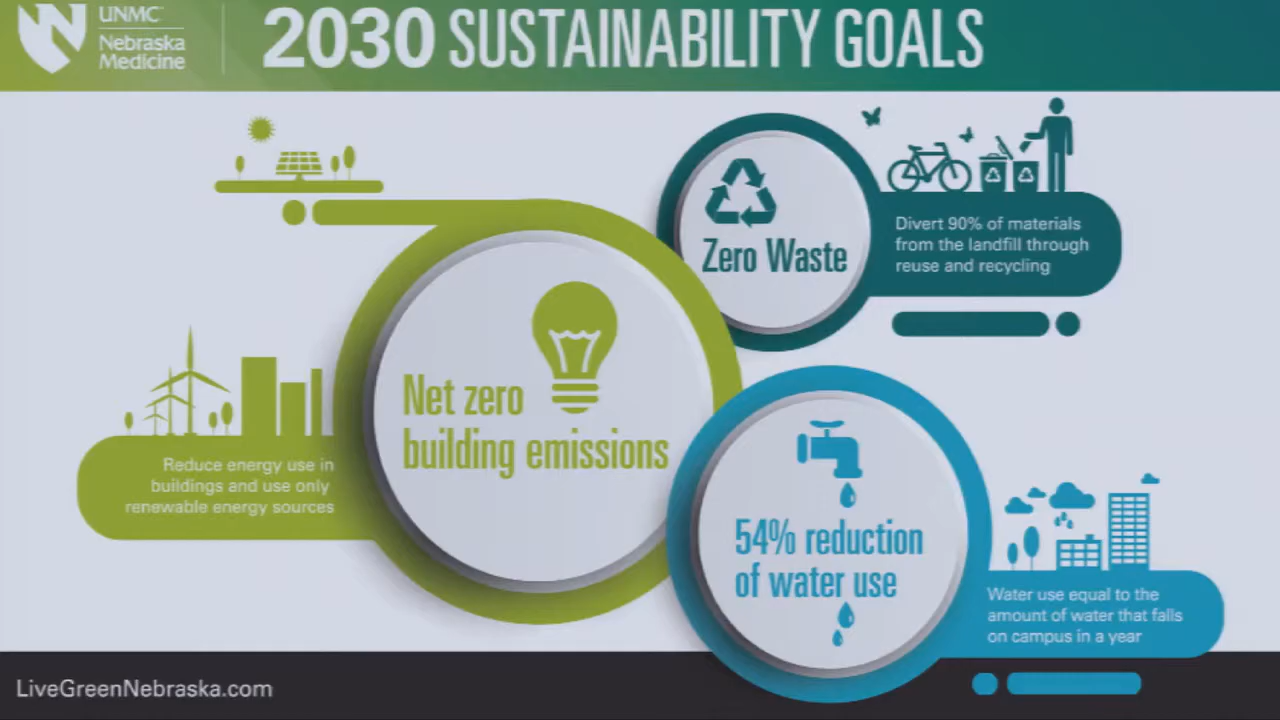 UNMC
Nebraska
Medicine
2030 SUSTAINABILITY GOALS
Zero Waste
Divert 90% of materials
from the landfill through
reuse and recycling
Net zero
building emissions
Reduce energy use in
buildings and use only
renewable energy sources
54% reduction
of water use
Water use equal to the
amount of water that falls
on campus in a year
LiveGreenNebraska.com